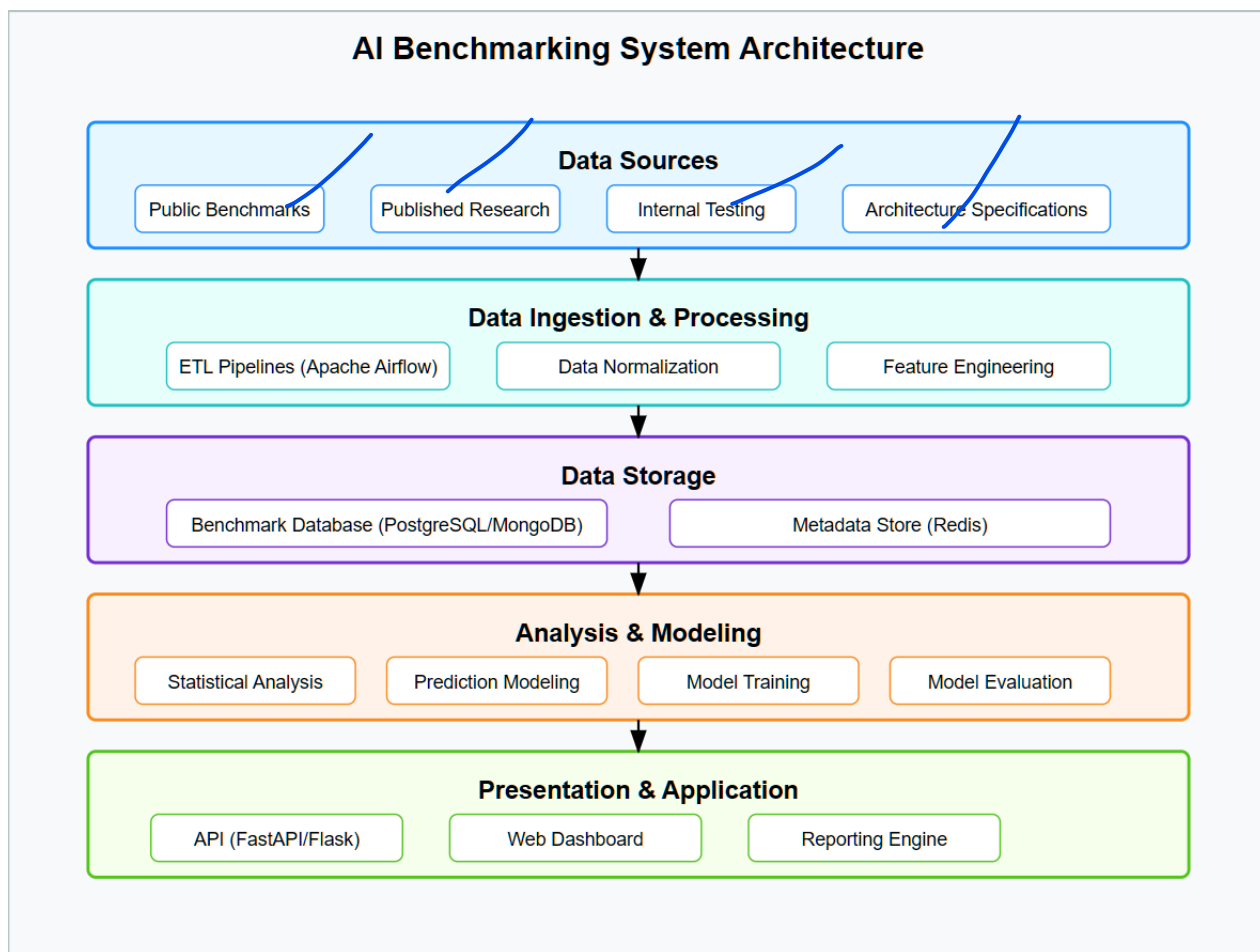 AI Benchmarking System Architecture
Data Sources
Public Benchmarks Published Research Internal Testing Architecture Specifications
Data Ingestion & Processing
ETL Pipelines (Apache Airflow) Data Normalization Feature Engineering
Data Storage
Benchmark Database (PostgreSQL/MongoDB) Metadata Store (Redis)
Analysis & Modeling
Statistical Analysis Prediction Modeling Model Training Model Evaluation
Presentation & Application
API (FastAPI/Flask) Web Dashboard Reporting Engine